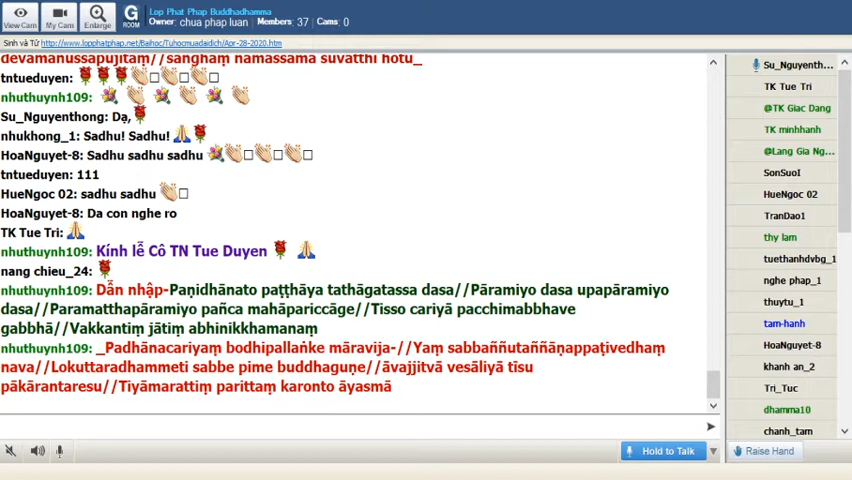 View Cam
My Cam
Enlarge
G ROOM
Lop Phat Phap Buddhadhamma
Owner: chua phap luan Members: 37 Cams: 0
Sinh và Tử http://www.lopphatphap.net/Baihoc/Tuhocmuadaidich/Apr-28-2020.htm
devamanussapujitaṃ//saṅghaṃ namassāma suvatthi hotu_
tntueduyen:
nhuthuynh109:
Su_Nguyenthong: Dạ,
nhukhong_1: Sadhu! Sadhu!
HoaNguyet-8: Sadhu sadhu sadhu
tntueduyen: 111
HueNgoc 02: sadhu sadhu
HoaNguyet-8: Da con nghe ro
TK Tue Tri:
nhuthuynh109: Kính lễ Cô TN Tue Duyen
nang chieu_24:
nhuthuynh109: Dẫn nhập-Paṇidhānato paṭṭhāya tathāgatassa dasa//Pāramiyo dasa upapāramiyo
dasa//Paramatthapāramiyo pañca mahāpariccāge//Tisso cariyā pacchimabbhave
gabbhā//Vakkantiṃ jātiṃ abhinikkhamanaṃ
nhuthuynh109: _Padhānacariyaṃ bodhipallaṅke māravija-//Yaṃ sabbaññutaññāṇappaṭivedhaṃ
nava//Lokuttaradhammeti sabbe pime buddhaguṇe//āvajjitvā vesāliyā tīsu
pākārantaresu//Tiyāmarattiṃ parittaṃ karonto āyasmā
Su_Nguyenth...
TK Tue Tri
@TK Giac Dang
TK minhhanh
@Lang Gia Ng...
SonSuoI
HueNgoc 02
TranDao1
thy lam
tuethanhdvbg_1
nghe phap_1
thuytu_1
tam-hanh
HoaNguyet-8
khanh an_2
Tri_Tuc
dhamma10
chanh_tam
Hold to Talk
Raise Hand